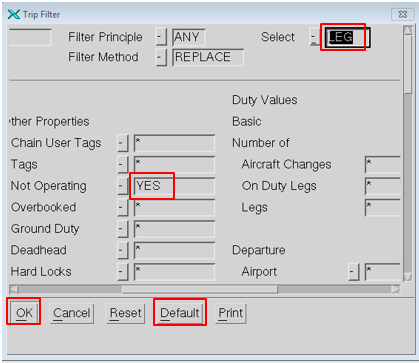 Trip Filter
Filter Principle - ANY Select - LEG
Filter Method - REPLACE
Duty Values
ther Properties Basic
Chain User Tags - * Number of
Tags - * Aircraft Changes *
Not Operating - YES On Duty Legs *
Overbooked - * Legs *
Ground Duty - *
Deadhead - * Departure
Hard Locks - * Airport - *
OK Cancel Reset Default Print